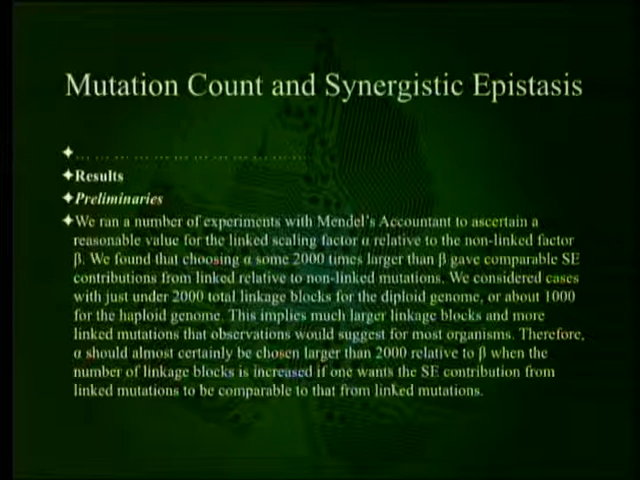 Mutation Count and Synergistic Epistasis
✦... ... ... ... ... ... ... ... ... ... ... ...
✦Results
✦Preliminaries
✦We ran a number of experiments with Mendel's Accountant to ascertain a
reasonable value for the linked scaling factor α relative to the non-linked factor
β. We found that choosing α some 2000 times larger than β gave comparable SE
contributions from linked relative to non-linked mutations. We considered cases
with just under 2000 total linkage blocks for the diploid genome, or about 1000
for the haploid genome. This implies much larger linkage blocks and more
linked mutations that observations would suggest for most organisms. Therefore,
α should almost certainly be chosen larger than 2000 relative to β when the
number of linkage blocks is increased if one wants the SE contribution from
linked mutations to be comparable to that from linked mutations.